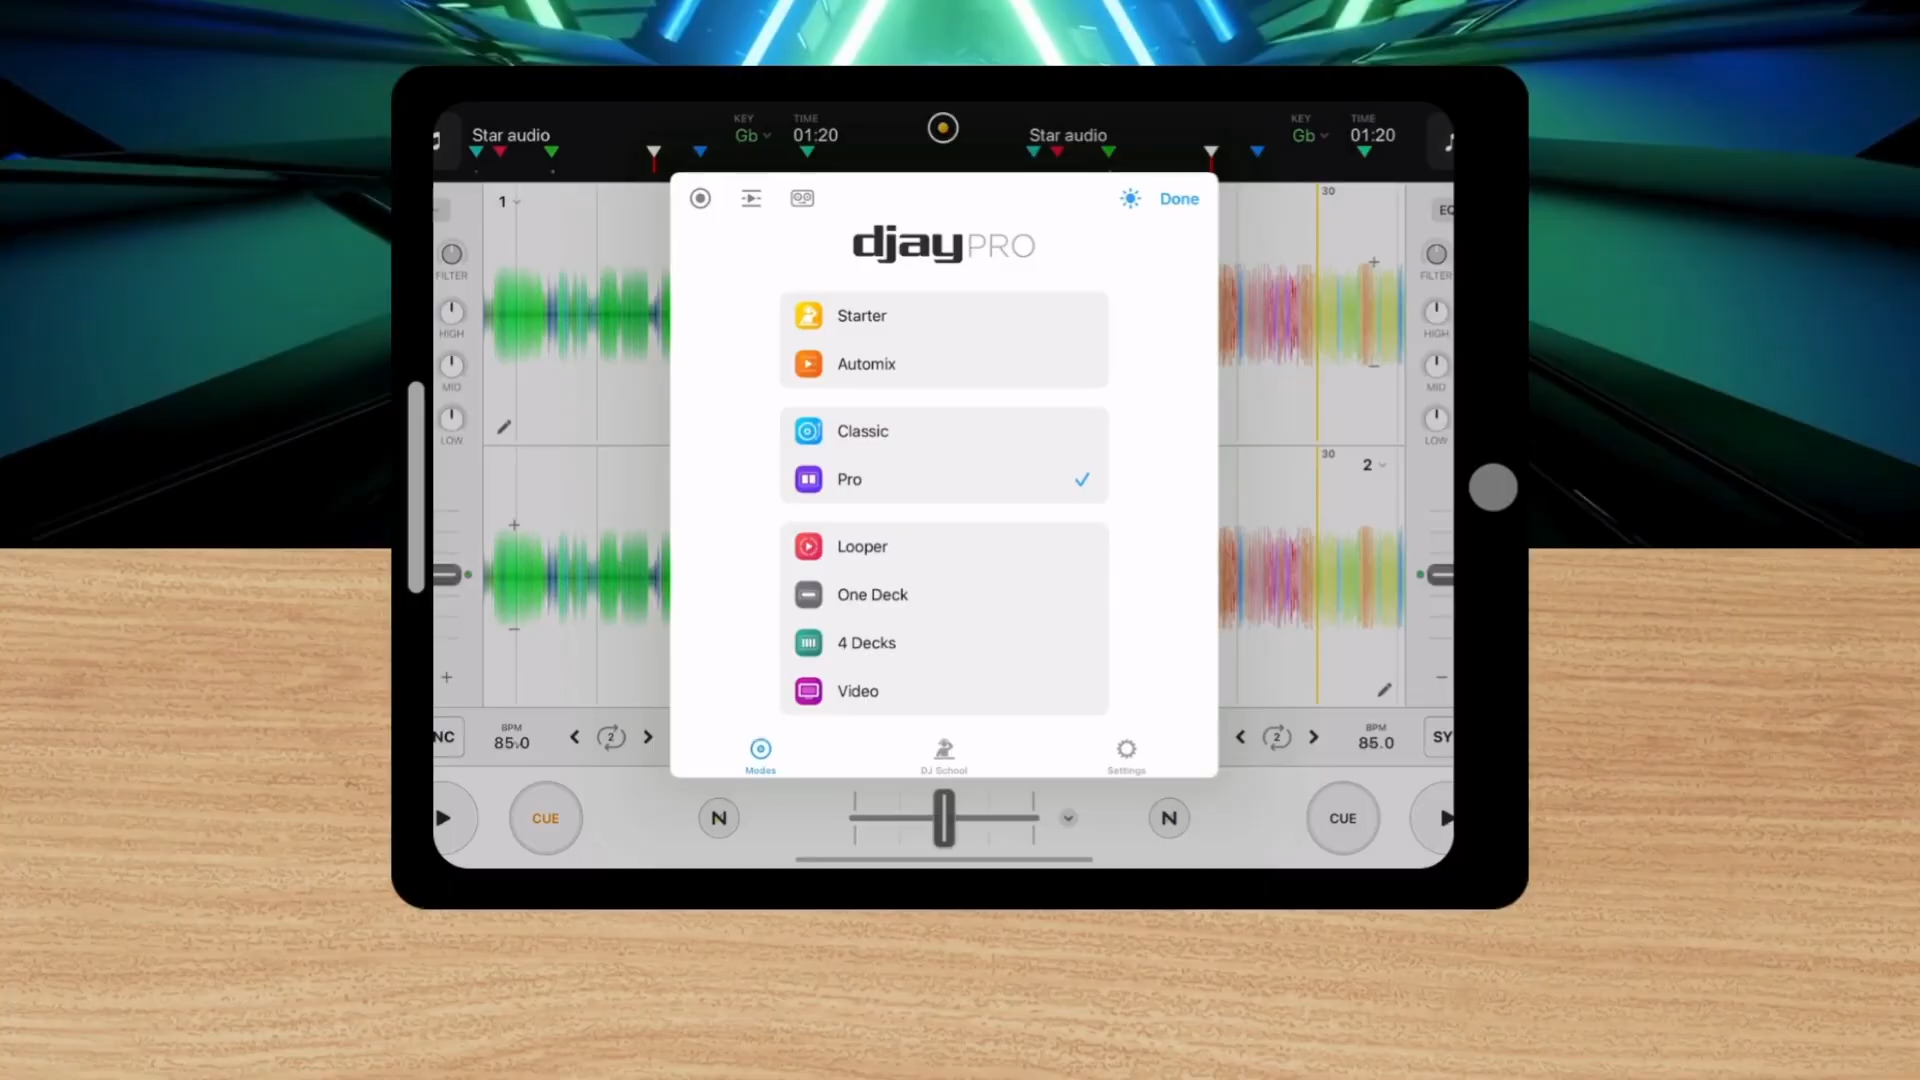 Star audio KEY Gb TIME 01:20 Star audio KEY Gb TIME 01:20
1 30 EQ
Done
djay PRO
FILTER FILTER
Starter
HIGH HIGH
Automix
MID MID
Classic
LOW LOW
30 2
Pro
Looper
One Deck
4 Decks
Video
NC BPM 85.0 2 2 BPM 85.0 SY
Modes DJ School Settings
CUE N N CUE